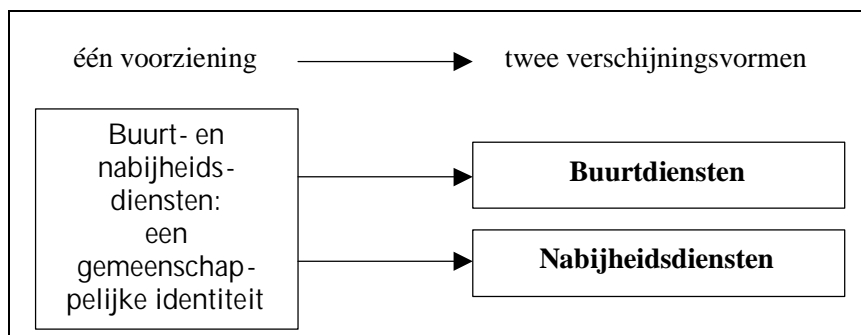 één voorziening
twee verschijningsvormen
Buurt- en
nabijheids-
diensten:
een
gemeenschap-
pelijke identiteit
Buurtdiensten
Nabijheidsdiensten